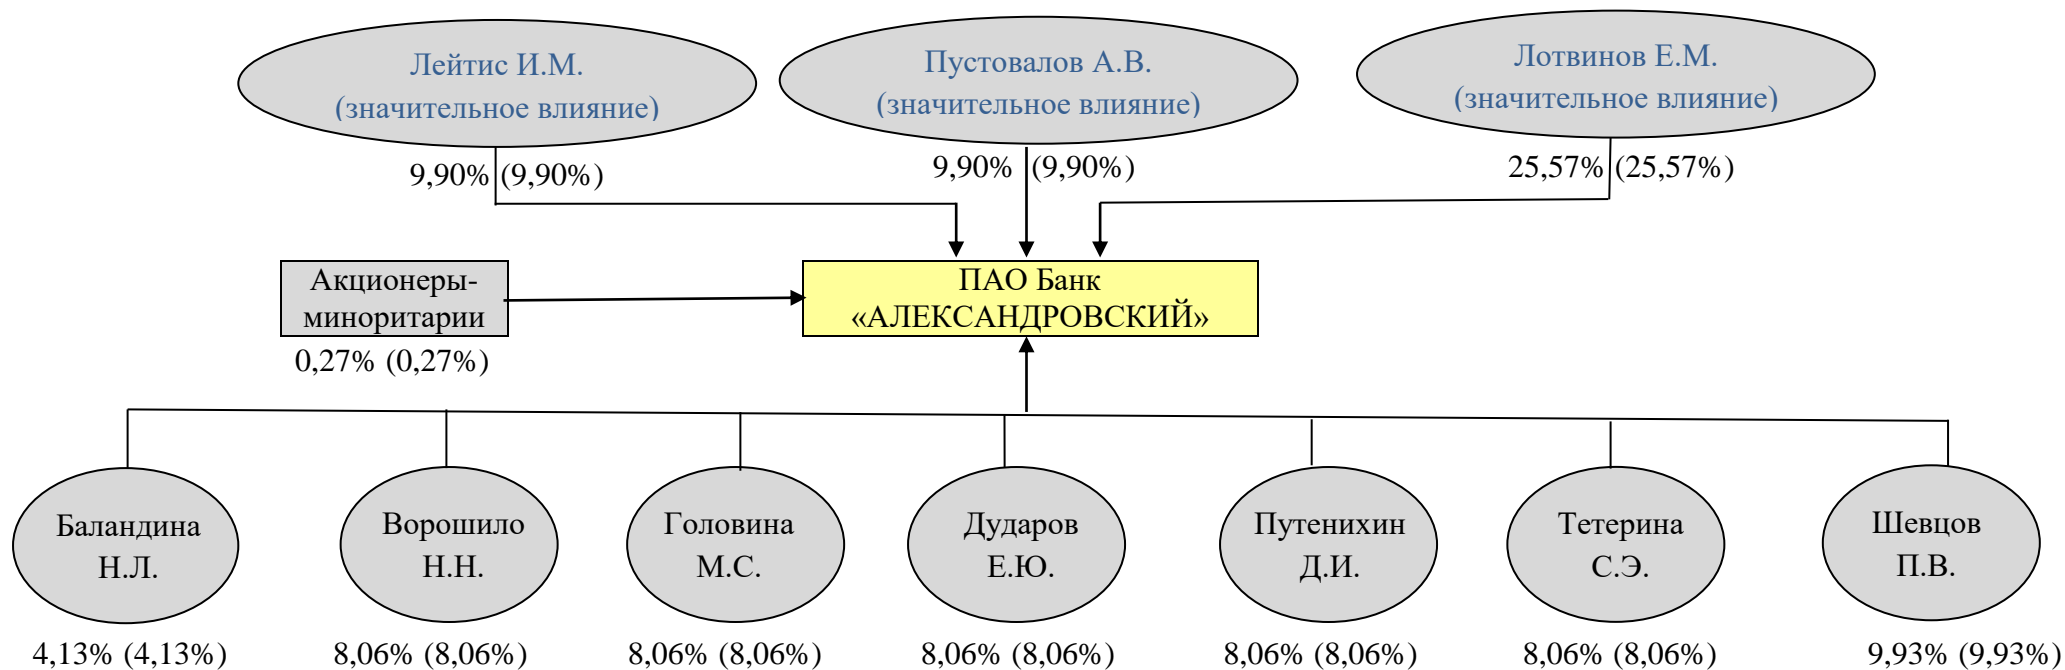 Лейтис И.М.
(значительное влияние)
Пустовалов А.В.
(значительное влияние)
Лотвинов Е.М.
(значительное влияние)
9,90% (9,90%)
9,90% (9,90%)
25,57% (25,57%)
Акционеры-
миноритарии
0,27% (0,27%)
ПАО Банк
«АЛЕКСАНДРОВСКИЙ»
Баландина
Н.Л.
Ворошило
Н.Н.
Головина
М.С.
Дударов
Е.Ю.
Путенихин
Д.И.
Тетерина
С.Э.
Шевцов
П.В.
4,13% (4,13%)
8,06% (8,06%)
8,06% (8,06%)
8,06% (8,06%)
8,06% (8,06%)
8,06% (8,06%)
9,93% (9,93%)